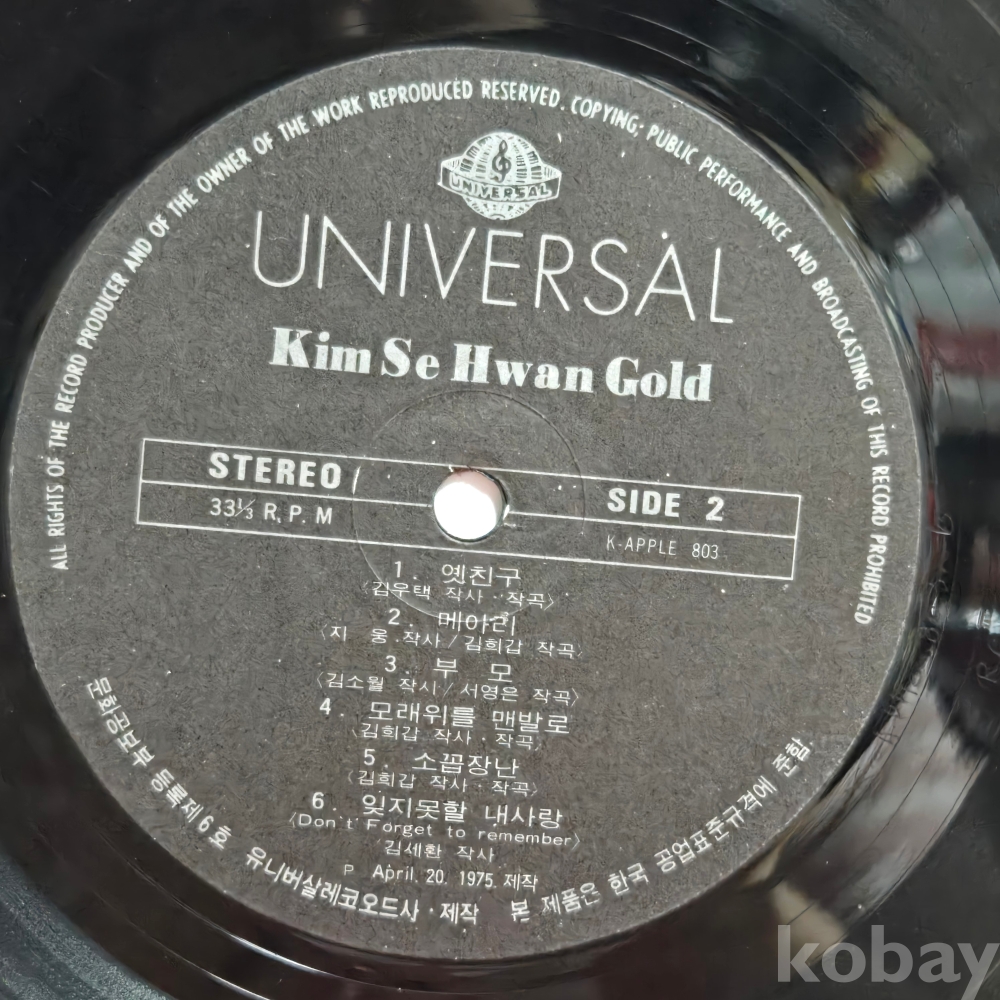 ALL RIGHTS OF THE RECORD PRODUCER AND OF THE OWNER OF THE WORK REPRODUCED RESERVED. COPYING; PUBLIC PERFORMANCE AND BROADCASTING OF THIS RECORD PROHIBITED
UNIVERSAL
UNIVERSAL
Kim Se Hwan Gold
STEREO
SIDE 2
33⅓ R.P.M
K-APPLE 803
1. 옛친구
〈김우택 작사·작곡〉
2. 메아리
〈지 웅 작사/김희갑 작곡〉
3. 부 모
〈김소월 작시/서영은 작곡〉
4. 모래위를 맨발로
〈김희갑 작사·작곡〉
5. 소꼽장난
〈김희갑 작사·작곡〉
6. 잊지못할 내사랑
〈Don't Forget to remember〉
김세환 작사
P April. 20. 1975. 제작
문화공보부 등록제6호 유니버살레코오드사·제작 본 제품은 한국 공업표준규격에 준함.
kobay